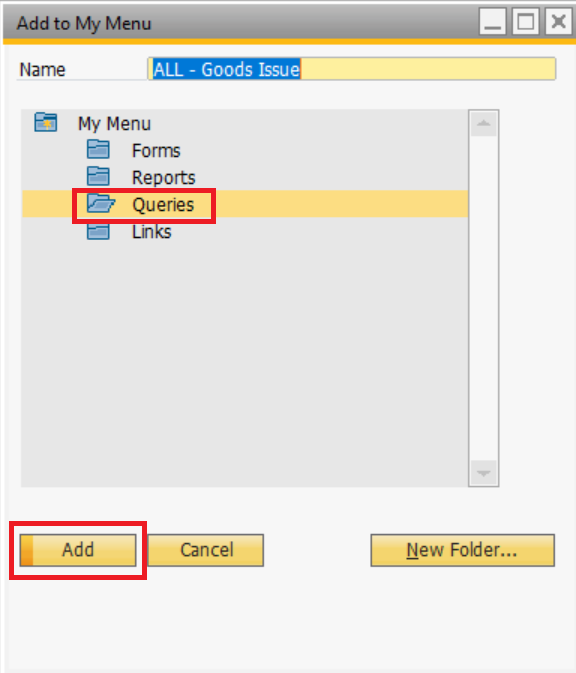 Add to My Menu
Name ALL - Goods Issue
My Menu
Forms
Reports
Queries
Links
Add Cancel New Folder...